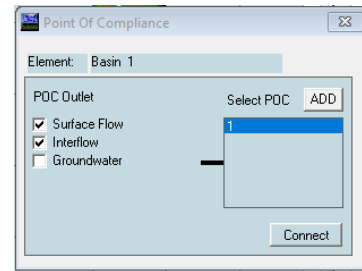 Point Of Compliance
Element: Basin 1
POC Outlet
Select POC ADD
Surface Flow
1
Interflow
Groundwater
Connect